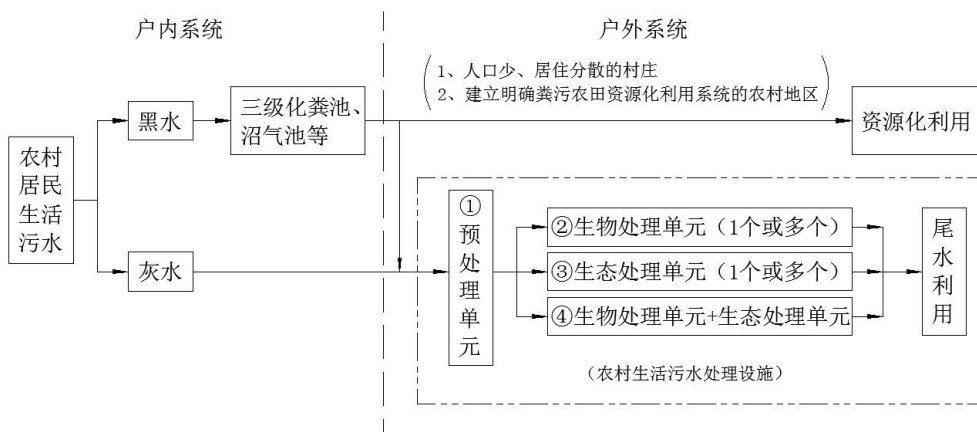 户内系统
户外系统
1、人口少、居住分散的村庄
2、建立明确粪污农田资源化利用系统的农村地区
农村
居民
生活
污水
黑水
三级化粪池、
沼气池等
资源化利用
灰水
①
预
处
理
单
元
②生物处理单元（1个或多个）
③生态处理单元（1个或多个）
④生物处理单元+生态处理单元
尾
水
利
用
（农村生活污水处理设施）